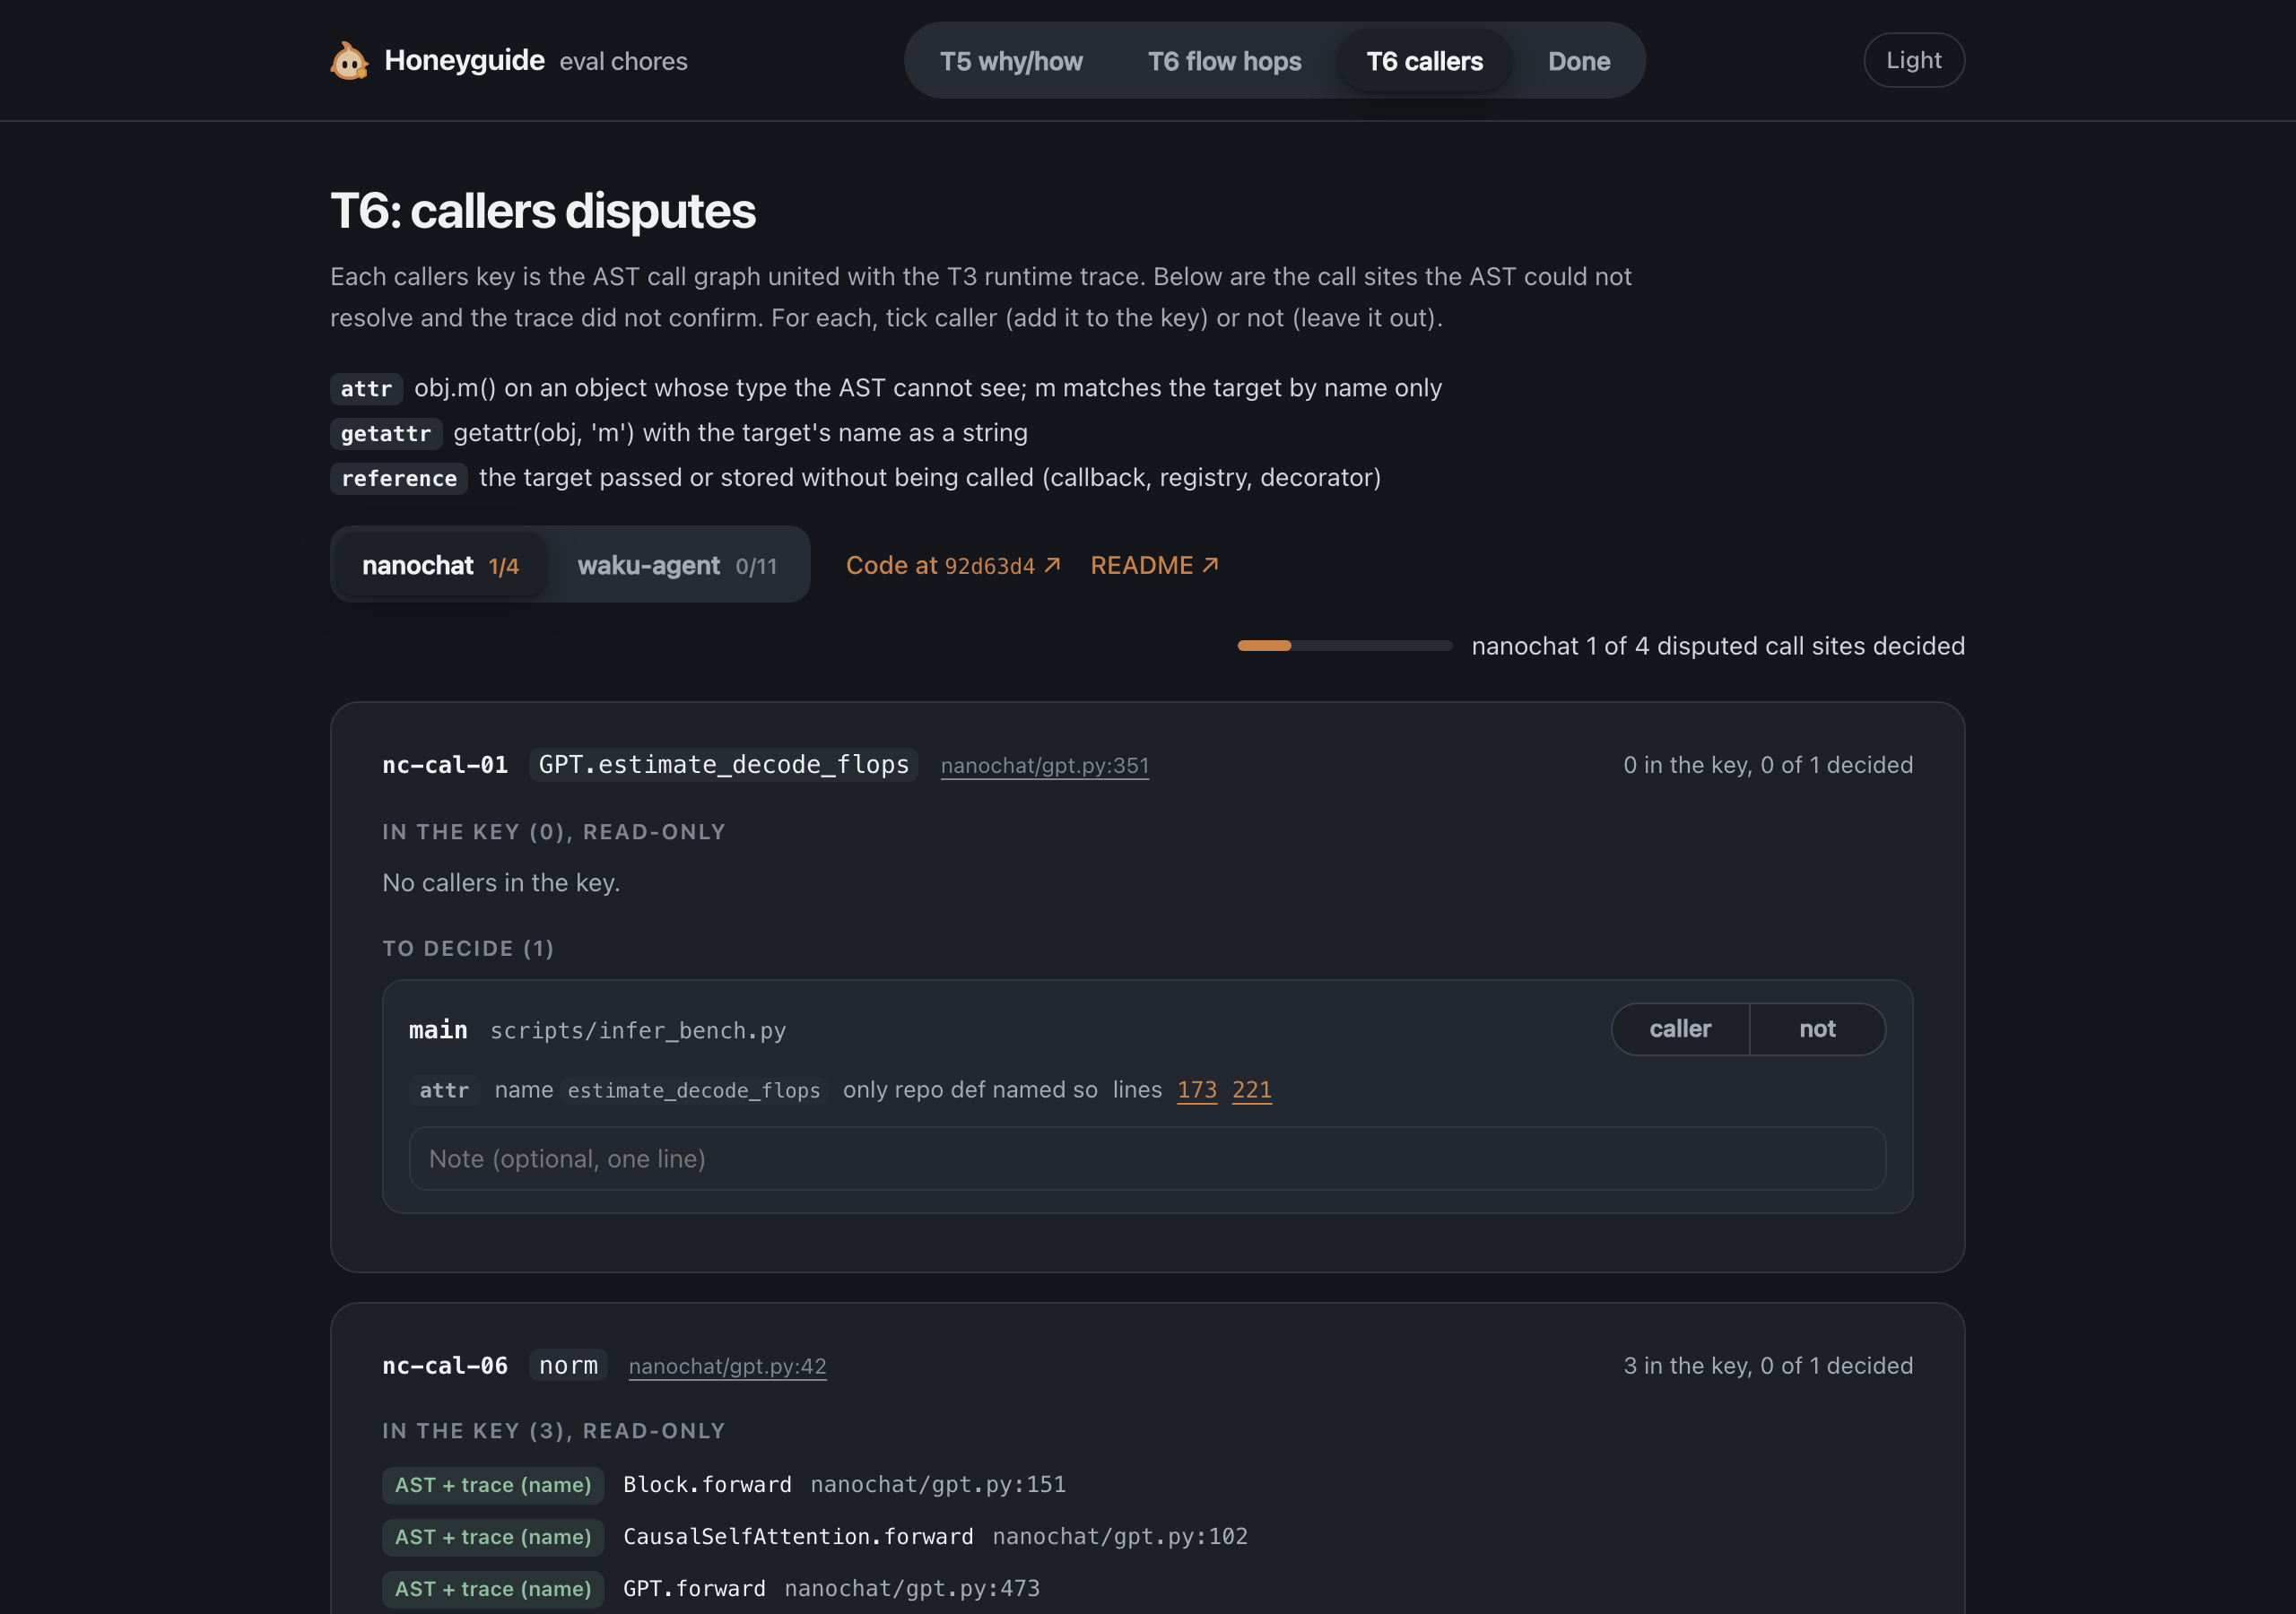 Honeyguide eval chores
T5 why/how T6 flow hops T6 callers Done
Light
T6: callers disputes
Each callers key is the AST call graph united with the T3 runtime trace. Below are the call sites the AST could not
resolve and the trace did not confirm. For each, tick caller (add it to the key) or not (leave it out).
attr obj.m() on an object whose type the AST cannot see; m matches the target by name only
getattr getattr(obj, 'm') with the target's name as a string
reference the target passed or stored without being called (callback, registry, decorator)
nanochat 1/4 waku-agent 0/11 Code at 92d63d4 ↗ README ↗
nanochat 1 of 4 disputed call sites decided
nc-cal-01 GPT.estimate_decode_flops nanochat/gpt.py:351 0 in the key, 0 of 1 decided
IN THE KEY (0), READ-ONLY
No callers in the key.
TO DECIDE (1)
main scripts/infer_bench.py caller not
attr name estimate_decode_flops only repo def named so lines 173 221
Note (optional, one line)
nc-cal-06 norm nanochat/gpt.py:42 3 in the key, 0 of 1 decided
IN THE KEY (3), READ-ONLY
AST + trace (name) Block.forward nanochat/gpt.py:151
AST + trace (name) CausalSelfAttention.forward nanochat/gpt.py:102
AST + trace (name) GPT.forward nanochat/gpt.py:473